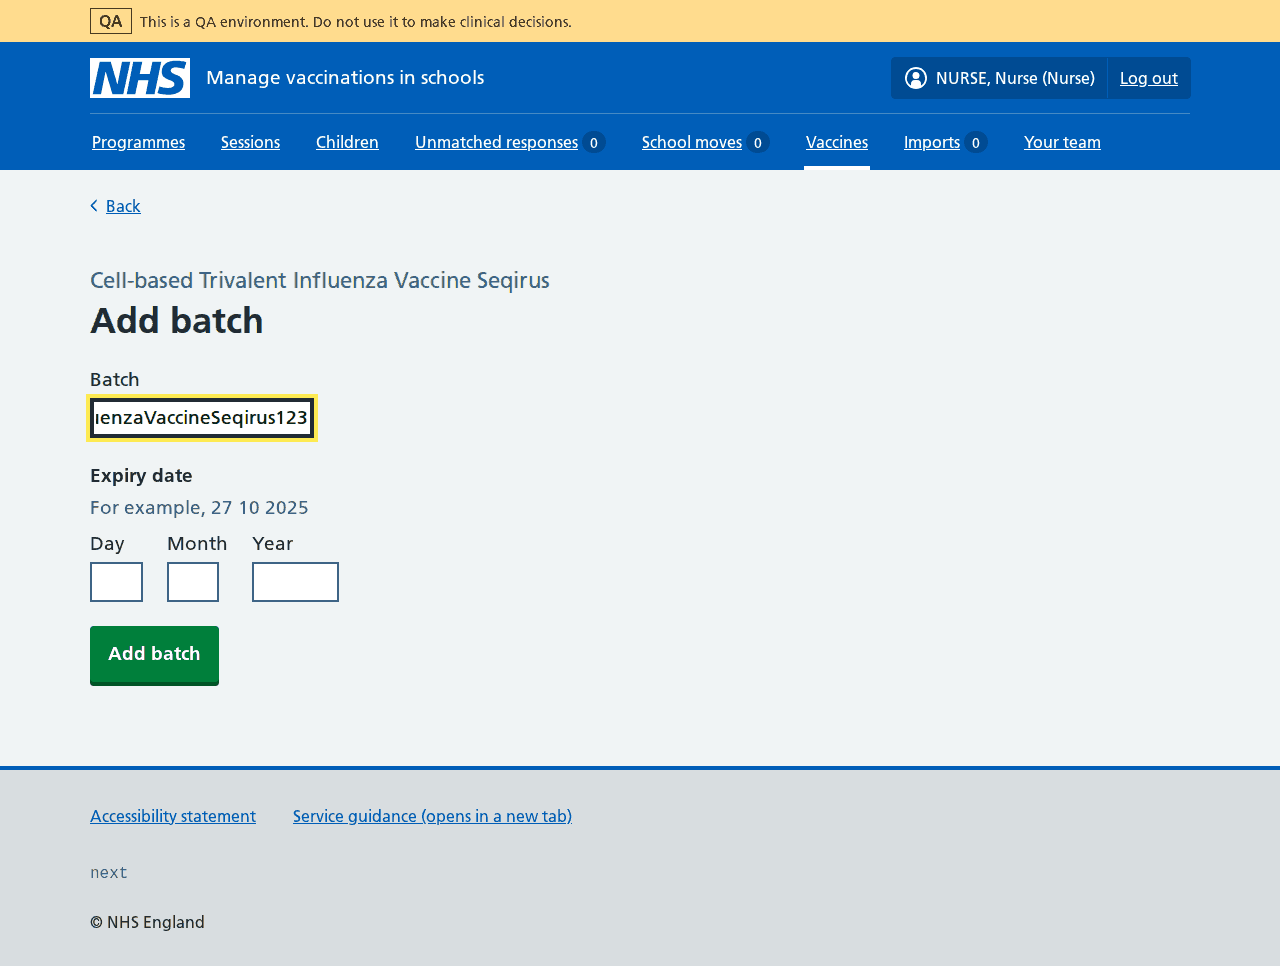 QA This is a QA environment. Do not use it to make clinical decisions.
NHS Manage vaccinations in schools NURSE, Nurse (Nurse) Log out
Programmes Sessions Children Unmatched responses 0 School moves 0 Vaccines Imports 0 Your team
Back
Cell-based Trivalent Influenza Vaccine Seqirus
Add batch
Batch
enzaVaccineSeqirus123
Expiry date
For example, 27 10 2025
Day Month Year
Add batch
Accessibility statement Service guidance (opens in a new tab)
next
© NHS England